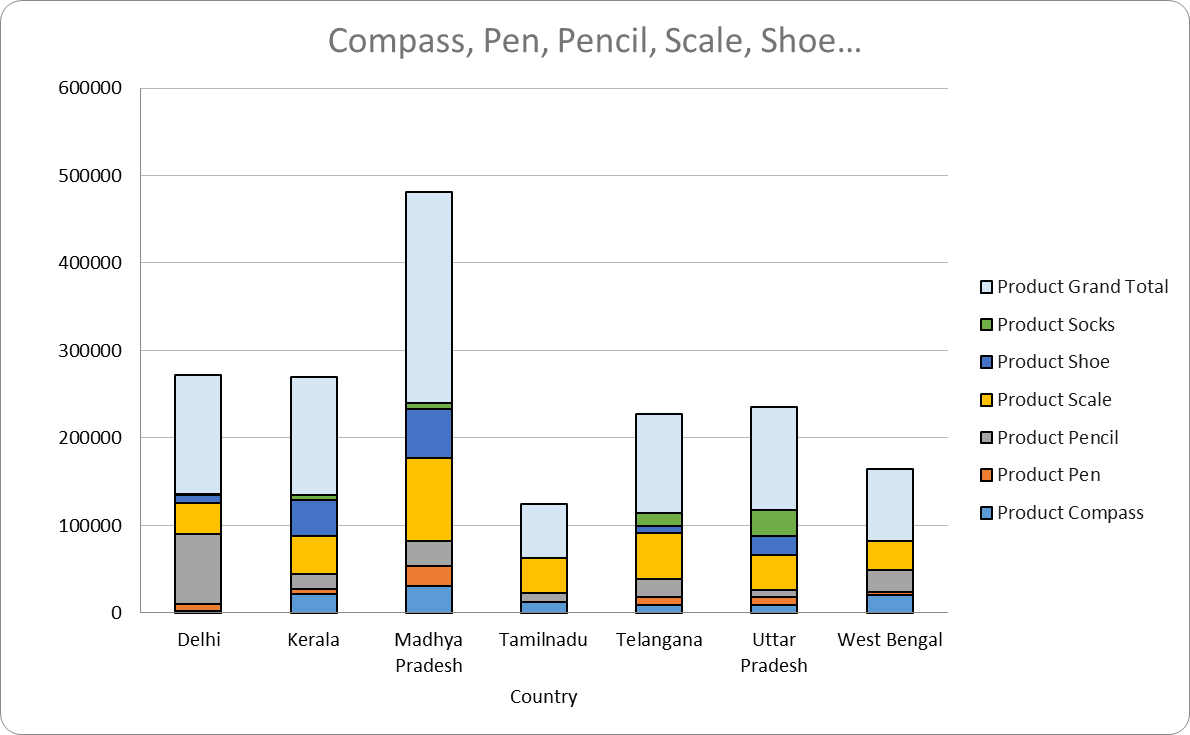 Compass, Pen, Pencil, Scale, Shoe...
600000
500000
400000
300000
200000
100000
0
Delhi
Kerala
Madhya
Pradesh
Tamilnadu
Telangana
Uttar
Pradesh
West Bengal
Country
Product Grand Total
Product Socks
Product Shoe
Product Scale
Product Pencil
Product Pen
Product Compass